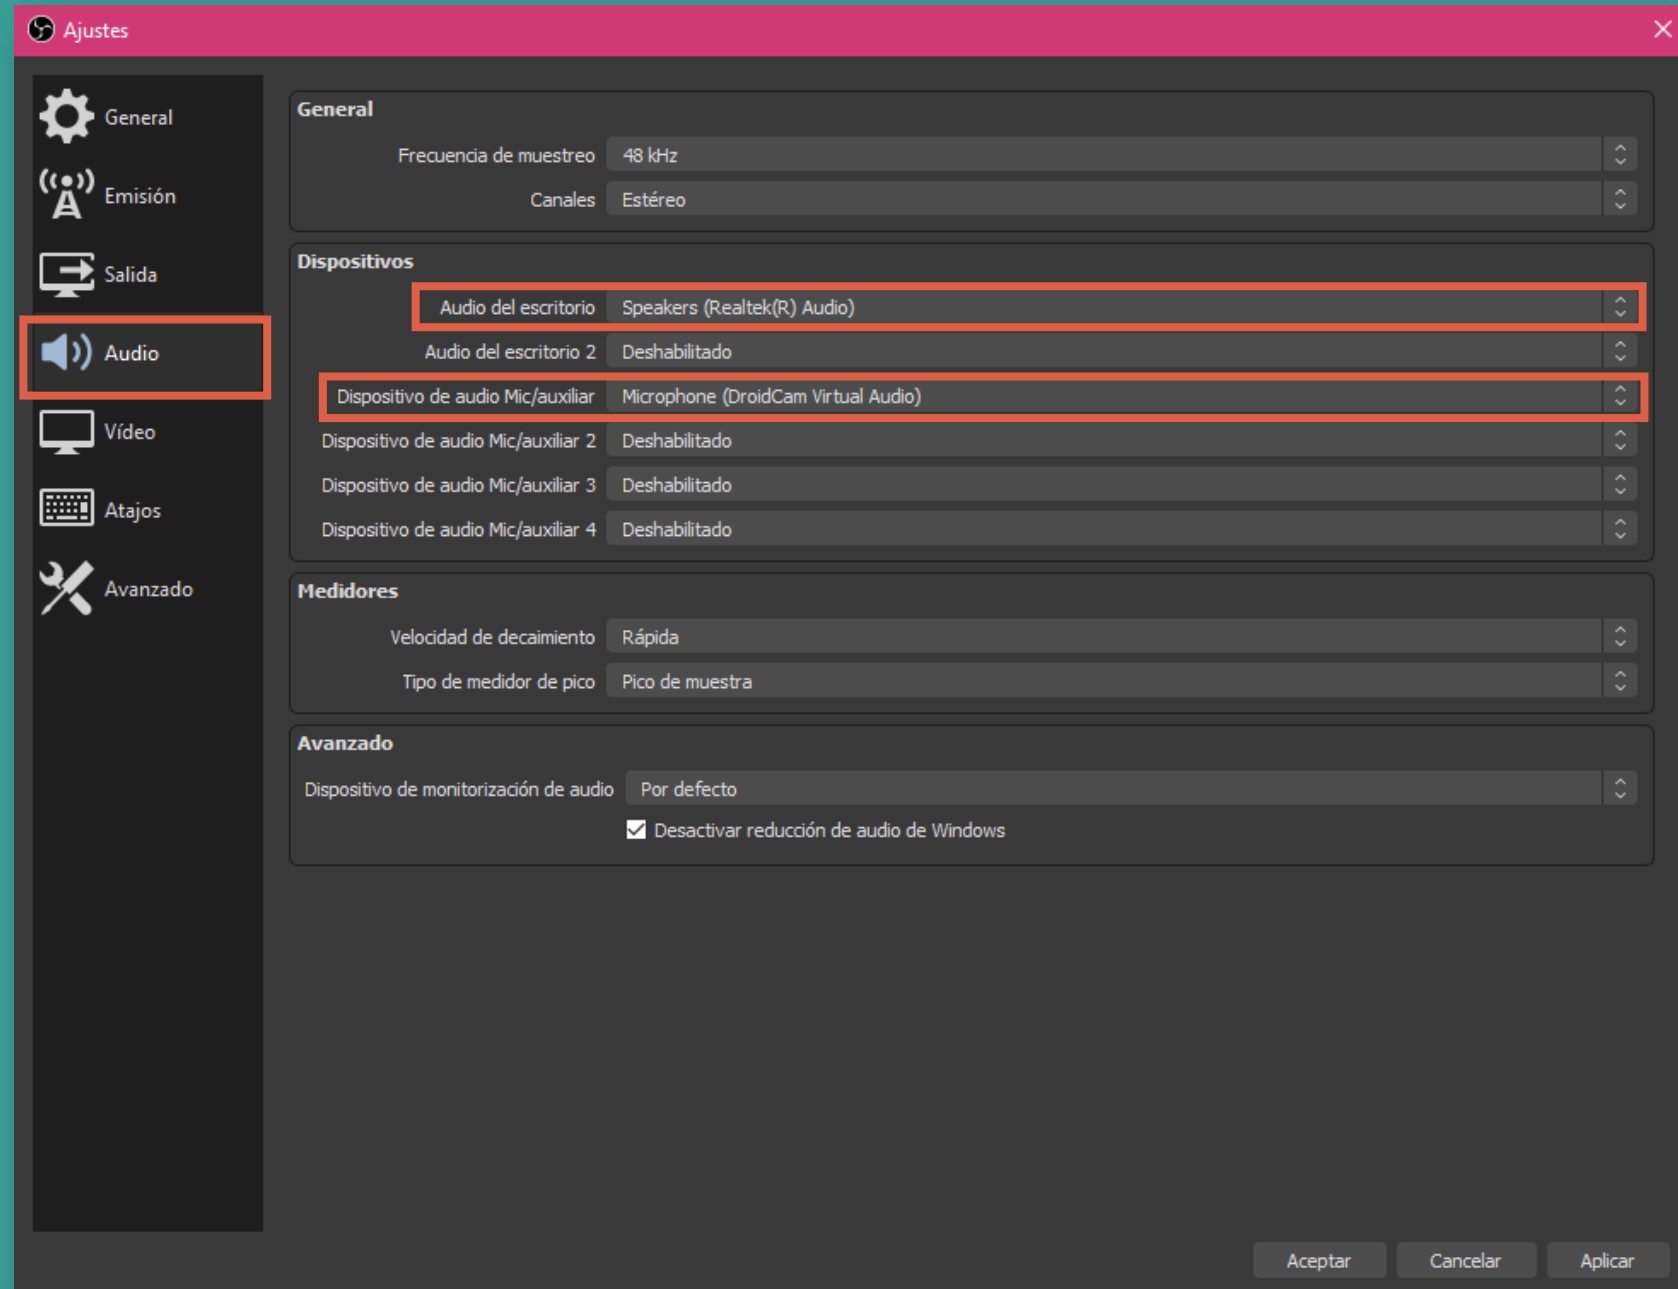 Ajustes
General
Emisión
Salida
Audio
Vídeo
Atajos
Avanzado
General
Frecuencia de muestreo 48 kHz
Canales Estéreo
Dispositivos
Audio del escritorio Speakers (Realtek(R) Audio)
Audio del escritorio 2 Deshabilitado
Dispositivo de audio Mic/auxiliar Microphone (DroidCam Virtual Audio)
Dispositivo de audio Mic/auxiliar 2 Deshabilitado
Dispositivo de audio Mic/auxiliar 3 Deshabilitado
Dispositivo de audio Mic/auxiliar 4 Deshabilitado
Medidores
Velocidad de decaimiento Rápida
Tipo de medidor de pico Pico de muestra
Avanzado
Dispositivo de monitorización de audio Por defecto
Desactivar reducción de audio de Windows
Aceptar Cancelar Aplicar